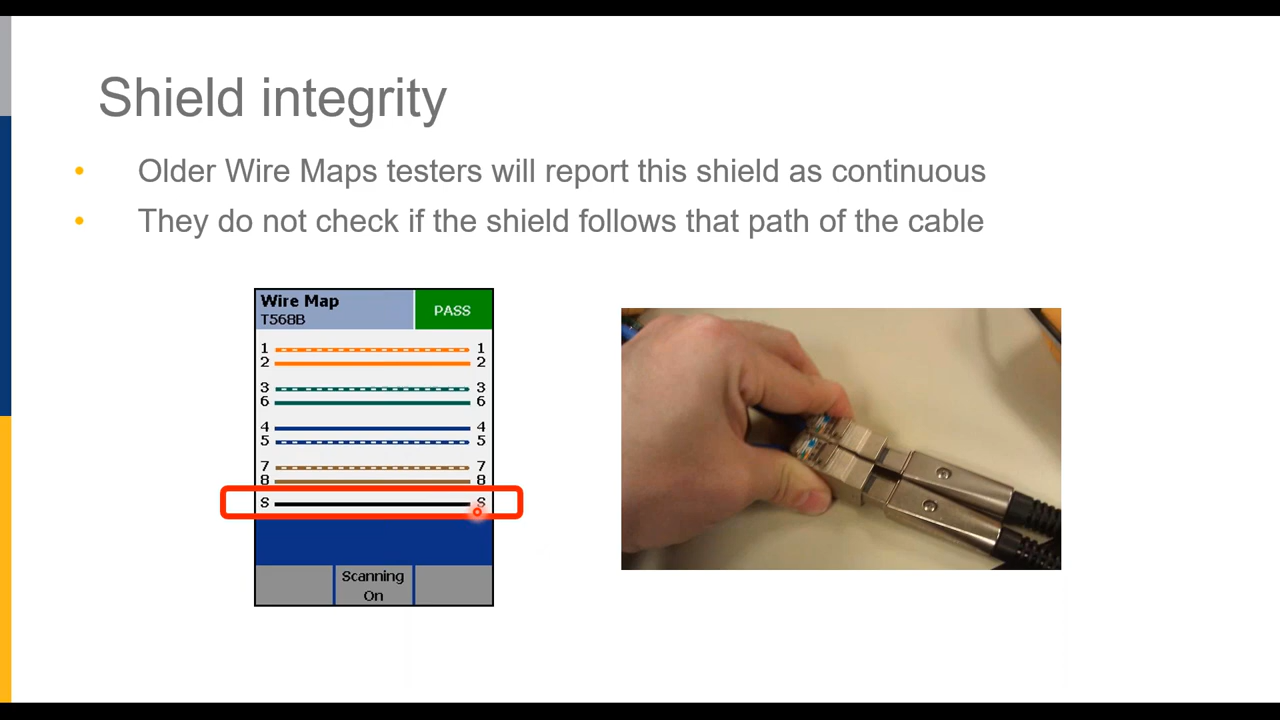 Shield integrity
• Older Wire Maps testers will report this shield as continuous
• They do not check if the shield follows that path of the cable
Wire Map
T568B
PASS
1 1
2 2
3 3
6 6
4 4
5 5
7 7
8 8
S S
Scanning
On